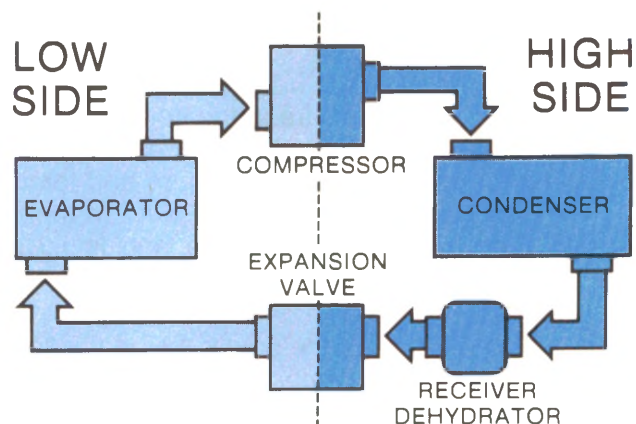 LOW
SIDE
HIGH
SIDE
COMPRESSOR
EVAPORATOR
CONDENSER
EXPANSION
VALVE
RECEIVER
DEHYDRATOR